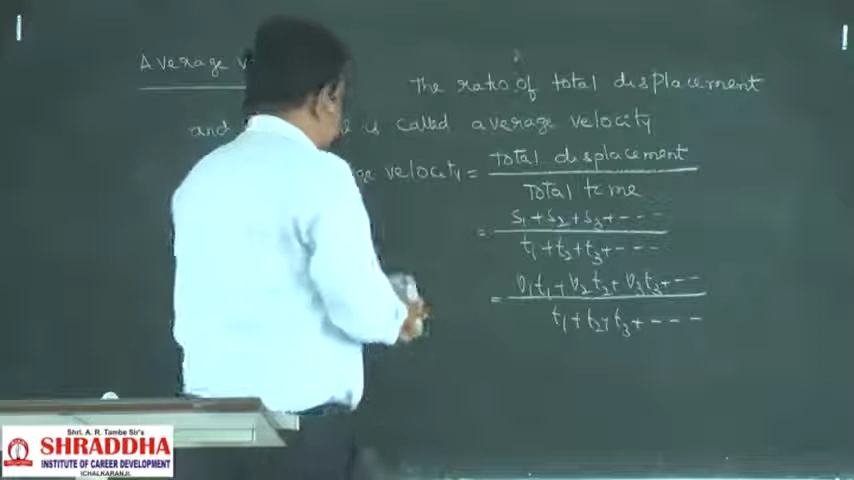 Average v
The ratio of total displacement
and is called average velocity
velocity = total displacement / Total time
= s₁ + s₂ + s₃ + --- / t₁ + t₂ + t₃ + ----
= v₁t₁ + v₂t₂ + v₃t₃ + --- / t₁ + t₂ + t₃ + ----
Shri. A. R. Tambe Sir's
SHRADDHA
INSTITUTE OF CAREER DEVELOPMENT
ICHALKARANJI.